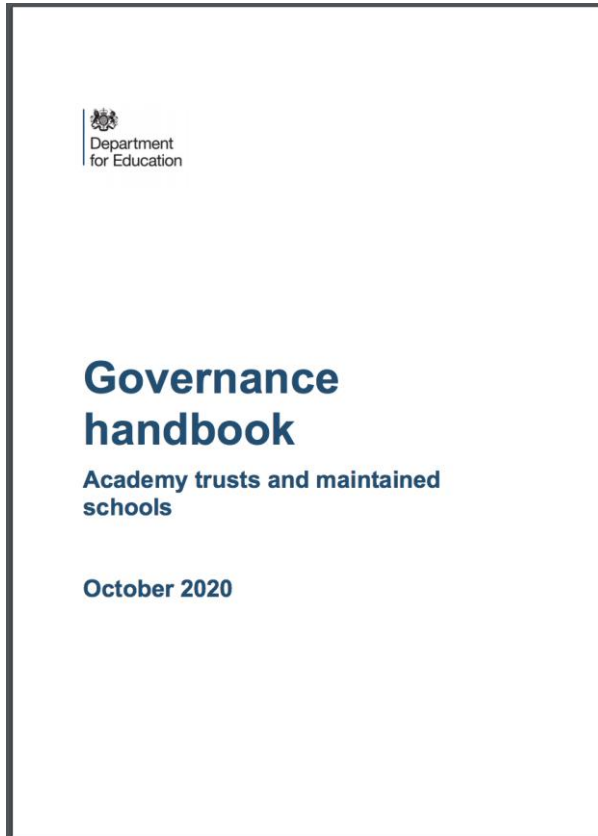 Department
for Education
Governance
handbook
Academy trusts and maintained
schools
October 2020